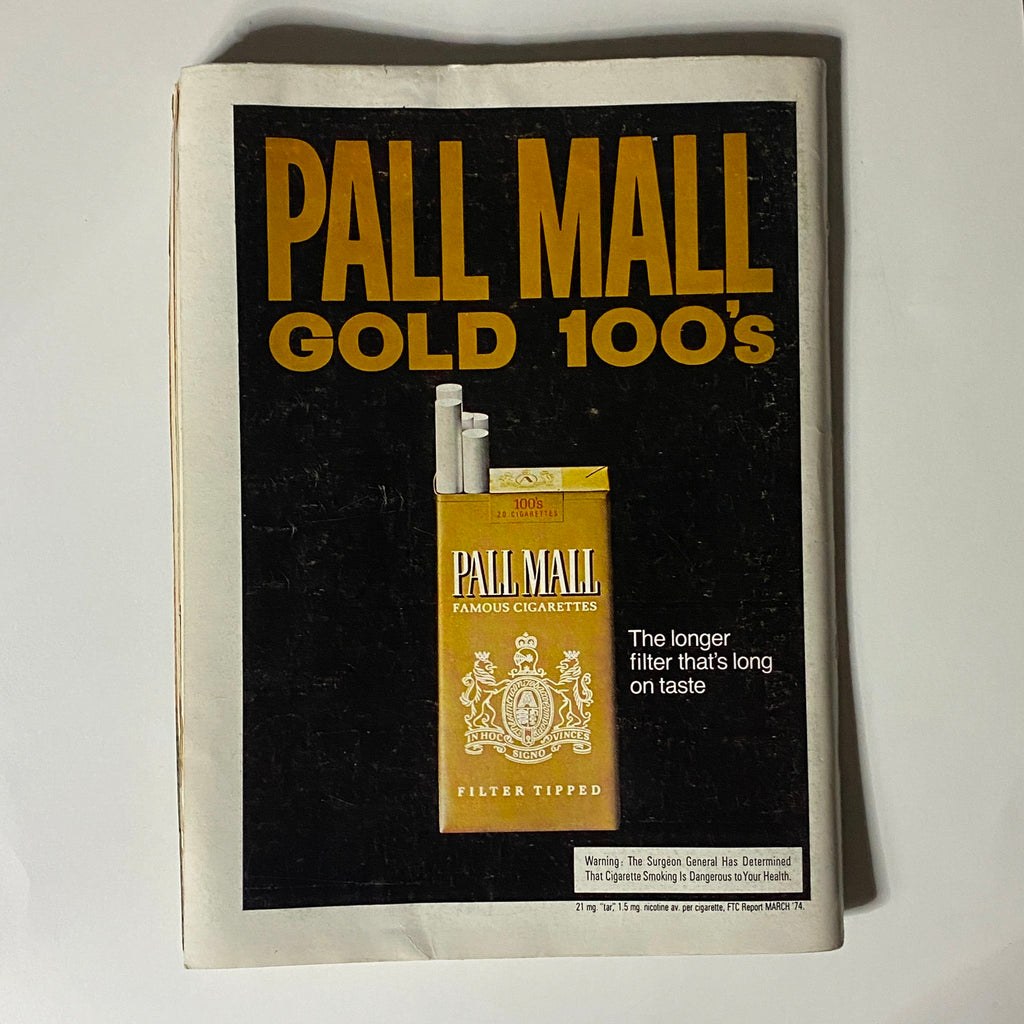 PALL MALL
GOLD 100's
100's
20 CIGARETTES
PALL MALL
FAMOUS CIGARETTES
The longer
filter that's long
on taste
IN HOC VINCES
SIGNO
FILTER TIPPED
Warning: The Surgeon General Has Determined
That Cigarette Smoking Is Dangerous to Your Health.
21 mg. "tar," 1.5 mg. nicotine av. per cigarette, FTC Report MARCH '74.